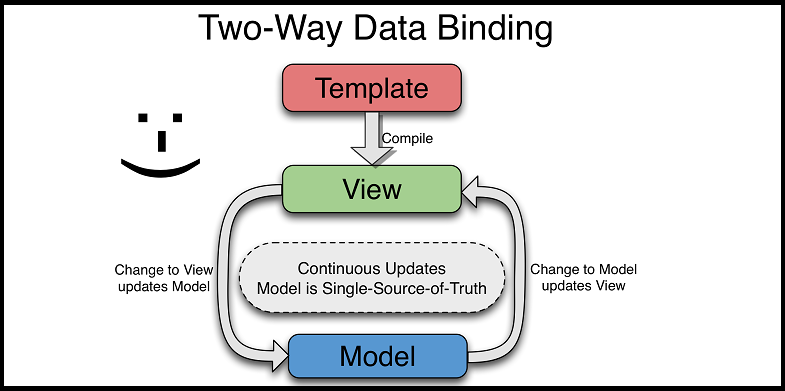 Two-Way Data Binding
Template
Compile
View
Change to View
updates Model
Continuous Updates
Model is Single-Source-of-Truth
Change to Model
updates View
Model